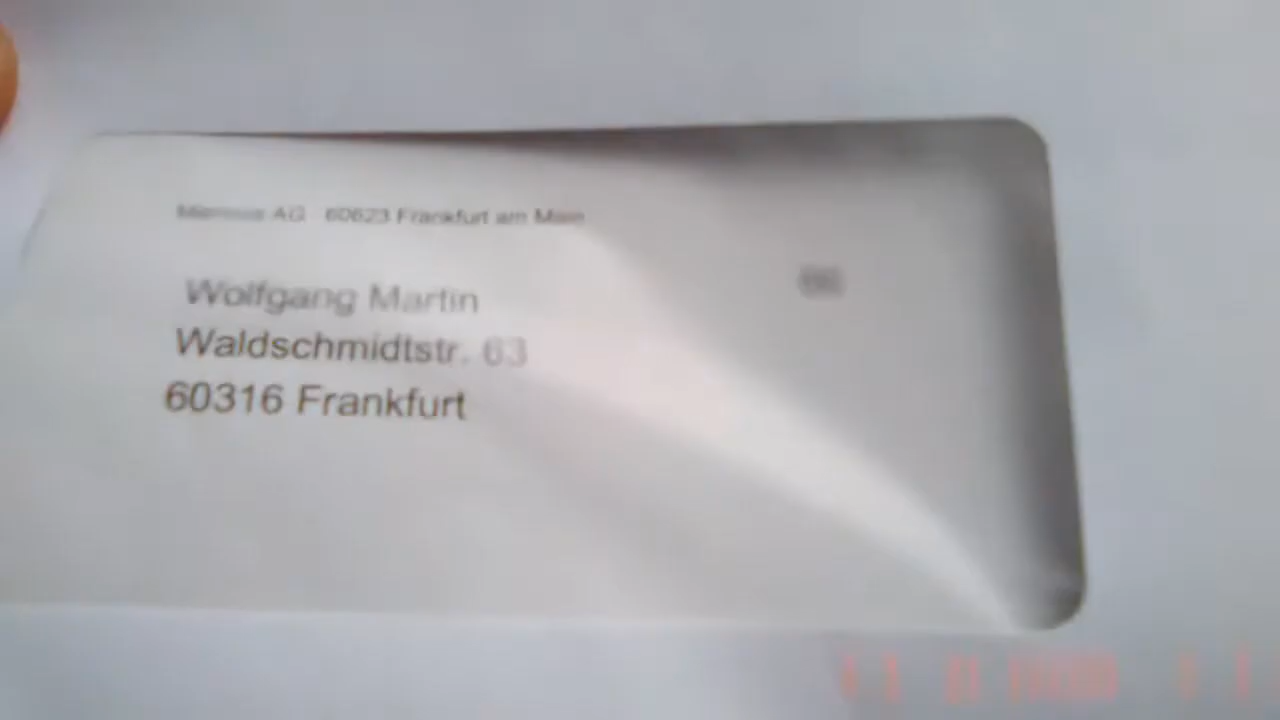 AG 60623 Frankfurt am Main
Wolfgang Martin
Waldschmidtstr. 63
60316 Frankfurt